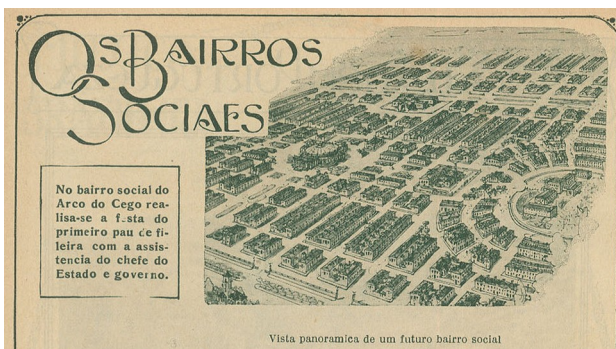 OS BAIRROS
SOCIAES
No bairro social do
Arco do Cego rea-
lisa-se a f.sta do
primeiro pau de fi-
leira com a assis-
tencia do chefe do
Estado e governo.
Vista panoramica de um futuro bairro social